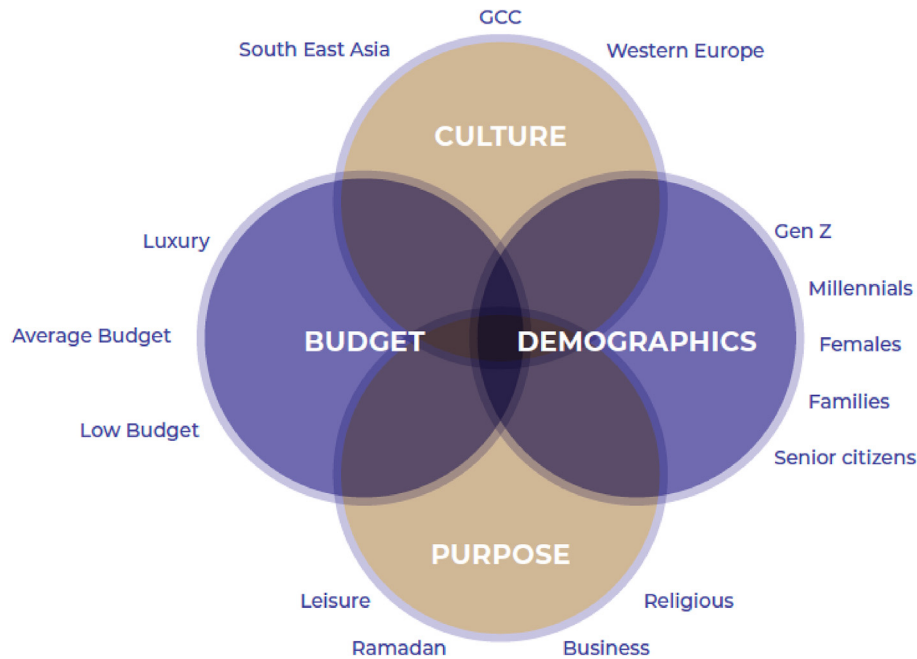 GCC
South East Asia
Western Europe
CULTURE
Luxury
Gen Z
Millennials
Average Budget
BUDGET
DEMOGRAPHICS
Females
Families
Low Budget
Senior citizens
PURPOSE
Leisure
Religious
Ramadan
Business